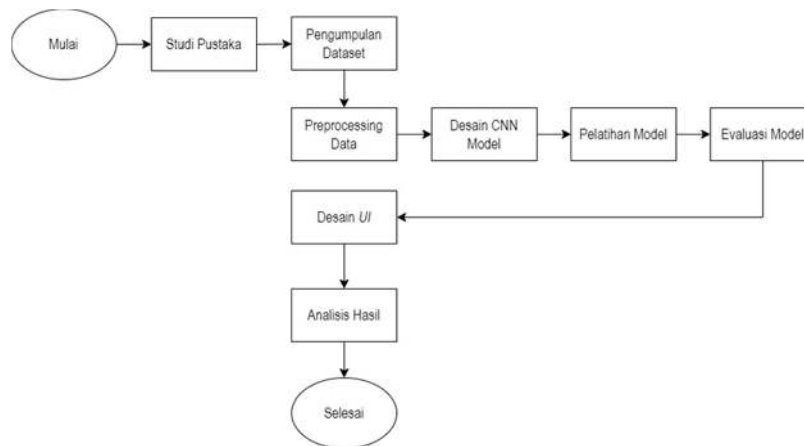 Mulai
Studi Pustaka
Pengumpulan
Dataset
Preprocessing
Data
Desain CNN
Model
Pelatihan Model
Evaluasi Model
Desain UI
Analisis Hasil
Selesai